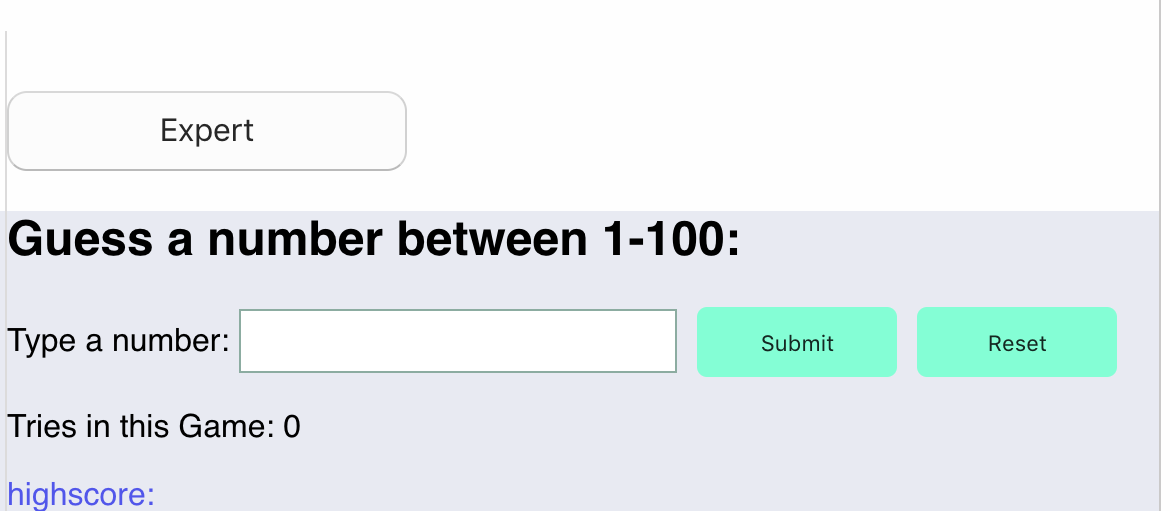 Expert
Guess a number between 1-100:
Type a number: Submit Reset
Tries in this Game: 0
highscore: